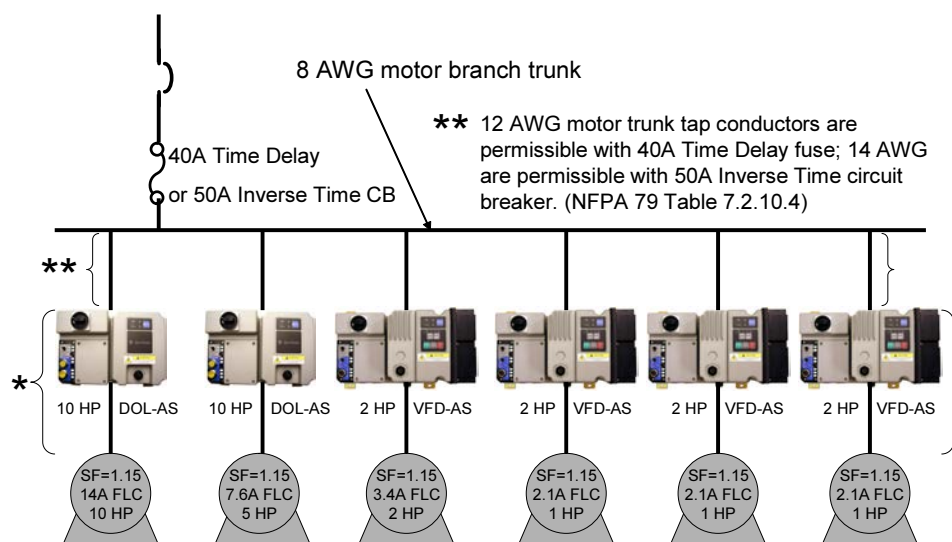 8 AWG motor branch trunk
** 12 AWG motor trunk tap conductors are
permissible with 40A Time Delay fuse; 14 AWG
are permissible with 50A Inverse Time circuit
breaker. (NFPA 79 Table 7.2.10.4)
40A Time Delay
or 50A Inverse Time CB
**
*
10 HP DOL-AS
10 HP DOL-AS
2 HP VFD-AS
2 HP VFD-AS
2 HP VFD-AS
2 HP VFD-AS
SF=1.15
14A FLC
10 HP
SF=1.15
7.6A FLC
5 HP
SF=1.15
3.4A FLC
2 HP
SF=1.15
2.1A FLC
1 HP
SF=1.15
2.1A FLC
1 HP
SF=1.15
2.1A FLC
1 HP